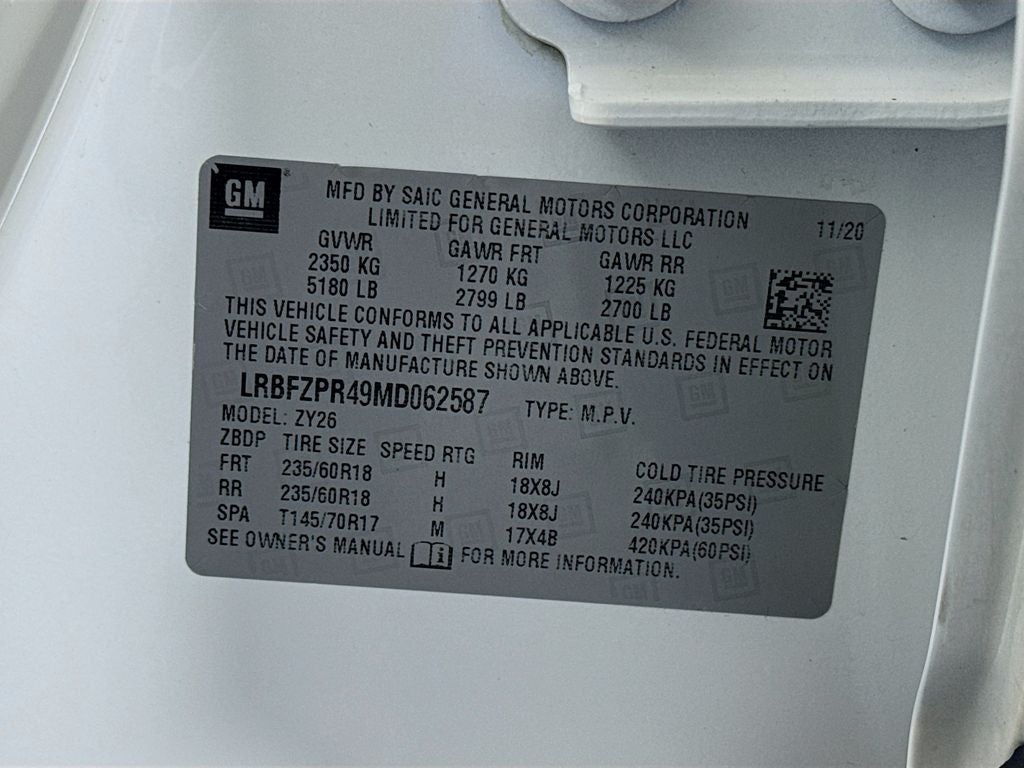 GM ®
MFD BY SAIC GENERAL MOTORS CORPORATION
LIMITED FOR GENERAL MOTORS LLC 11/20
GVWR GAWR FRT GAWR RR
2350 KG 1270 KG 1225 KG
5180 LB 2799 LB 2700 LB
THIS VEHICLE CONFORMS TO ALL APPLICABLE U.S. FEDERAL MOTOR
VEHICLE SAFETY AND THEFT PREVENTION STANDARDS IN EFFECT ON
THE DATE OF MANUFACTURE SHOWN ABOVE.
LRBFZPR49MD062587 TYPE: M.P.V.
MODEL: ZY26
ZBDP TIRE SIZE SPEED RTG RIM COLD TIRE PRESSURE
FRT 235/60R18 H 18X8J 240KPA(35PSI)
RR 235/60R18 H 18X8J 240KPA(35PSI)
SPA T145/70R17 M 17X4B 420KPA(60PSI)
SEE OWNER'S MANUAL i FOR MORE INFORMATION.